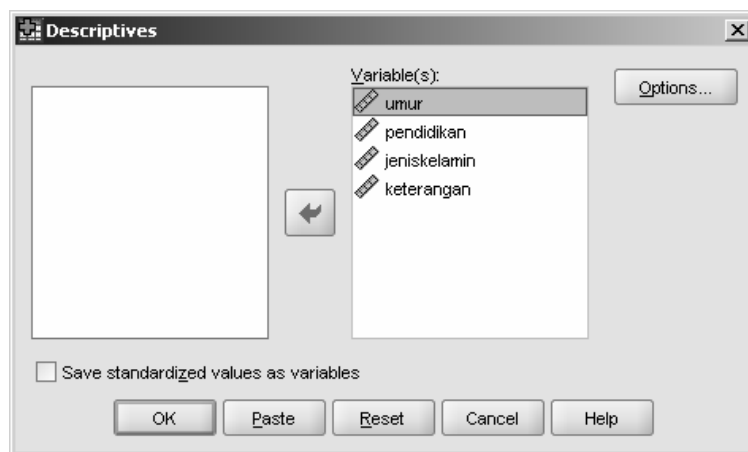 Descriptives
Variable(s):
umur
pendidikan
jeniskelamin
keterangan
Options...
Save standardized values as variables
OK
Paste
Reset
Cancel
Help